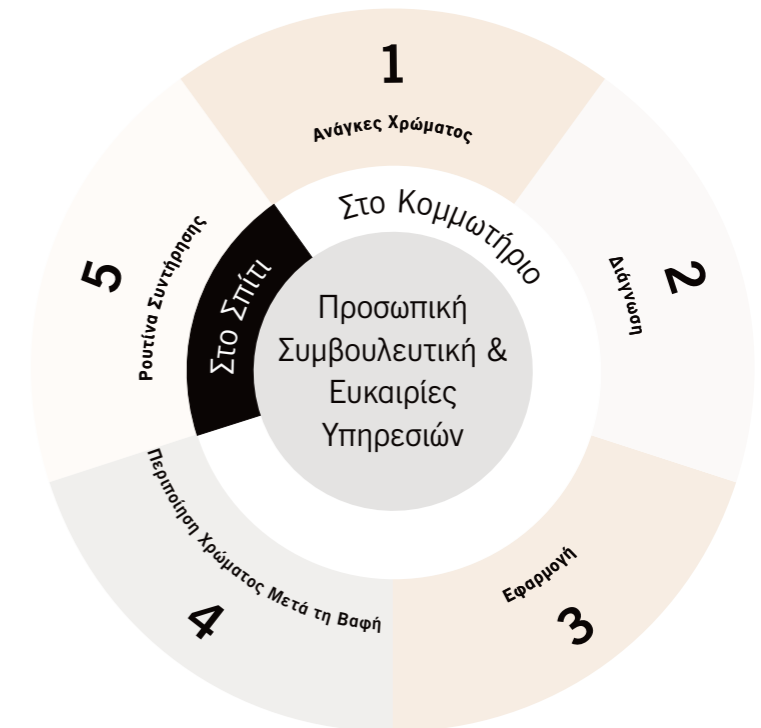 1
Ανάγκες Χρώματος
2
Διάγνωση
3
Εφαρμογή
4
Περιποίηση Χρώματος Μετά τη Βαφή
5
Ρουτίνα Συντήρησης
Στο Κομμωτήριο
Στο Σπίτι
Προσωπική
Συμβουλευτική &
Ευκαιρίες
Υπηρεσιών